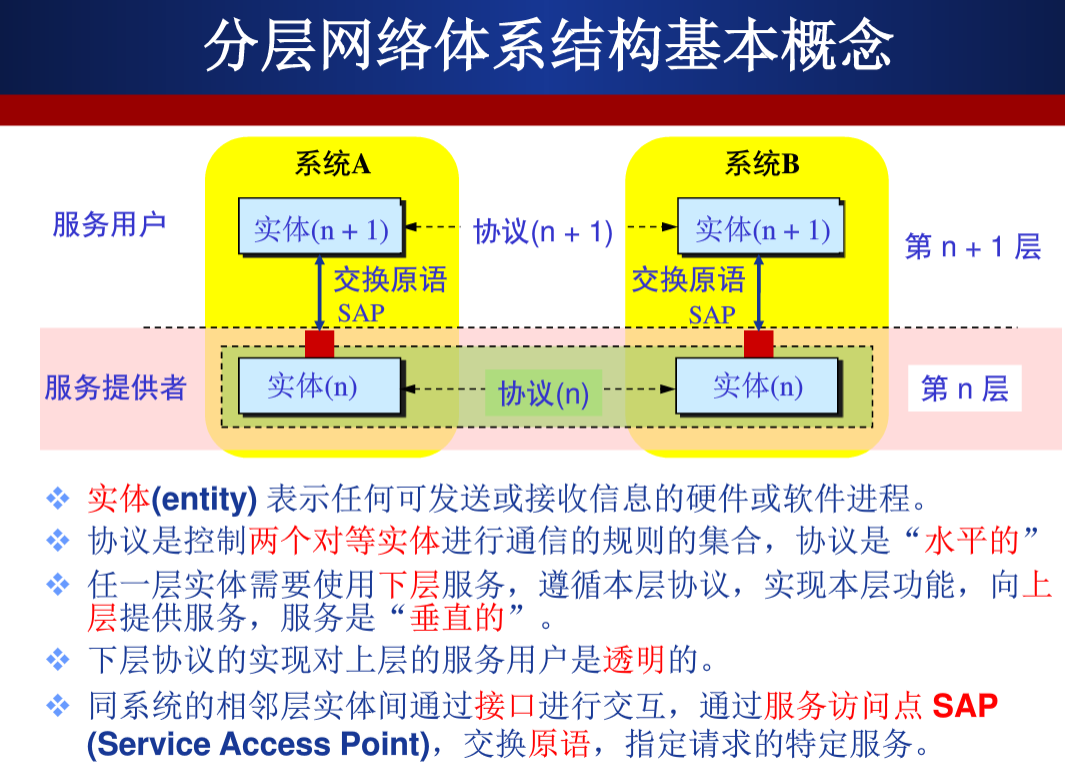 分层网络体系结构基本概念
系统A
系统B
服务用户
实体(n + 1)
协议(n + 1)
实体(n + 1)
第 n + 1 层
交换原语
SAP
交换原语
SAP
服务提供者
实体(n)
协议(n)
实体(n)
第 n 层
❖ 实体(entity) 表示任何可发送或接收信息的硬件或软件进程。
❖ 协议是控制两个对等实体进行通信的规则的集合，协议是“水平的”
❖ 任一层实体需要使用下层服务，遵循本层协议，实现本层功能，向上
层提供服务，服务是“垂直的”。
❖ 下层协议的实现对上层的服务用户是透明的。
❖ 同系统的相邻层实体间通过接口进行交互，通过服务访问点 SAP
(Service Access Point)，交换原语，指定请求的特定服务。